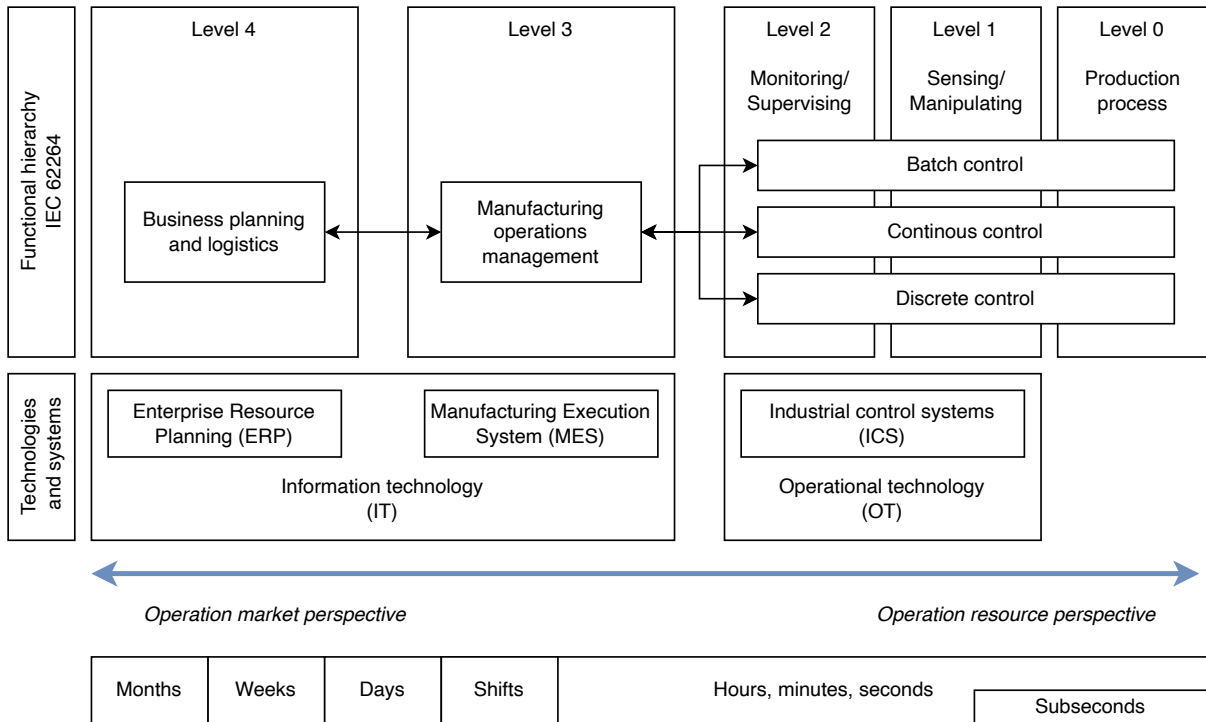 Functional hierarchy
IEC 62264
Level 4
Business planning
and logistics
Level 3
Manufacturing
operations
management
Level 2
Monitoring/
Supervising
Level 1
Sensing/
Manipulating
Level 0
Production
process
Batch control
Continous control
Discrete control
Technologies
and systems
Enterprise Resource
Planning (ERP)
Manufacturing Execution
System (MES)
Information technology
(IT)
Industrial control systems
(ICS)
Operational technology
(OT)
Operation market perspective
Operation resource perspective
Months
Weeks
Days
Shifts
Hours, minutes, seconds
Subseconds